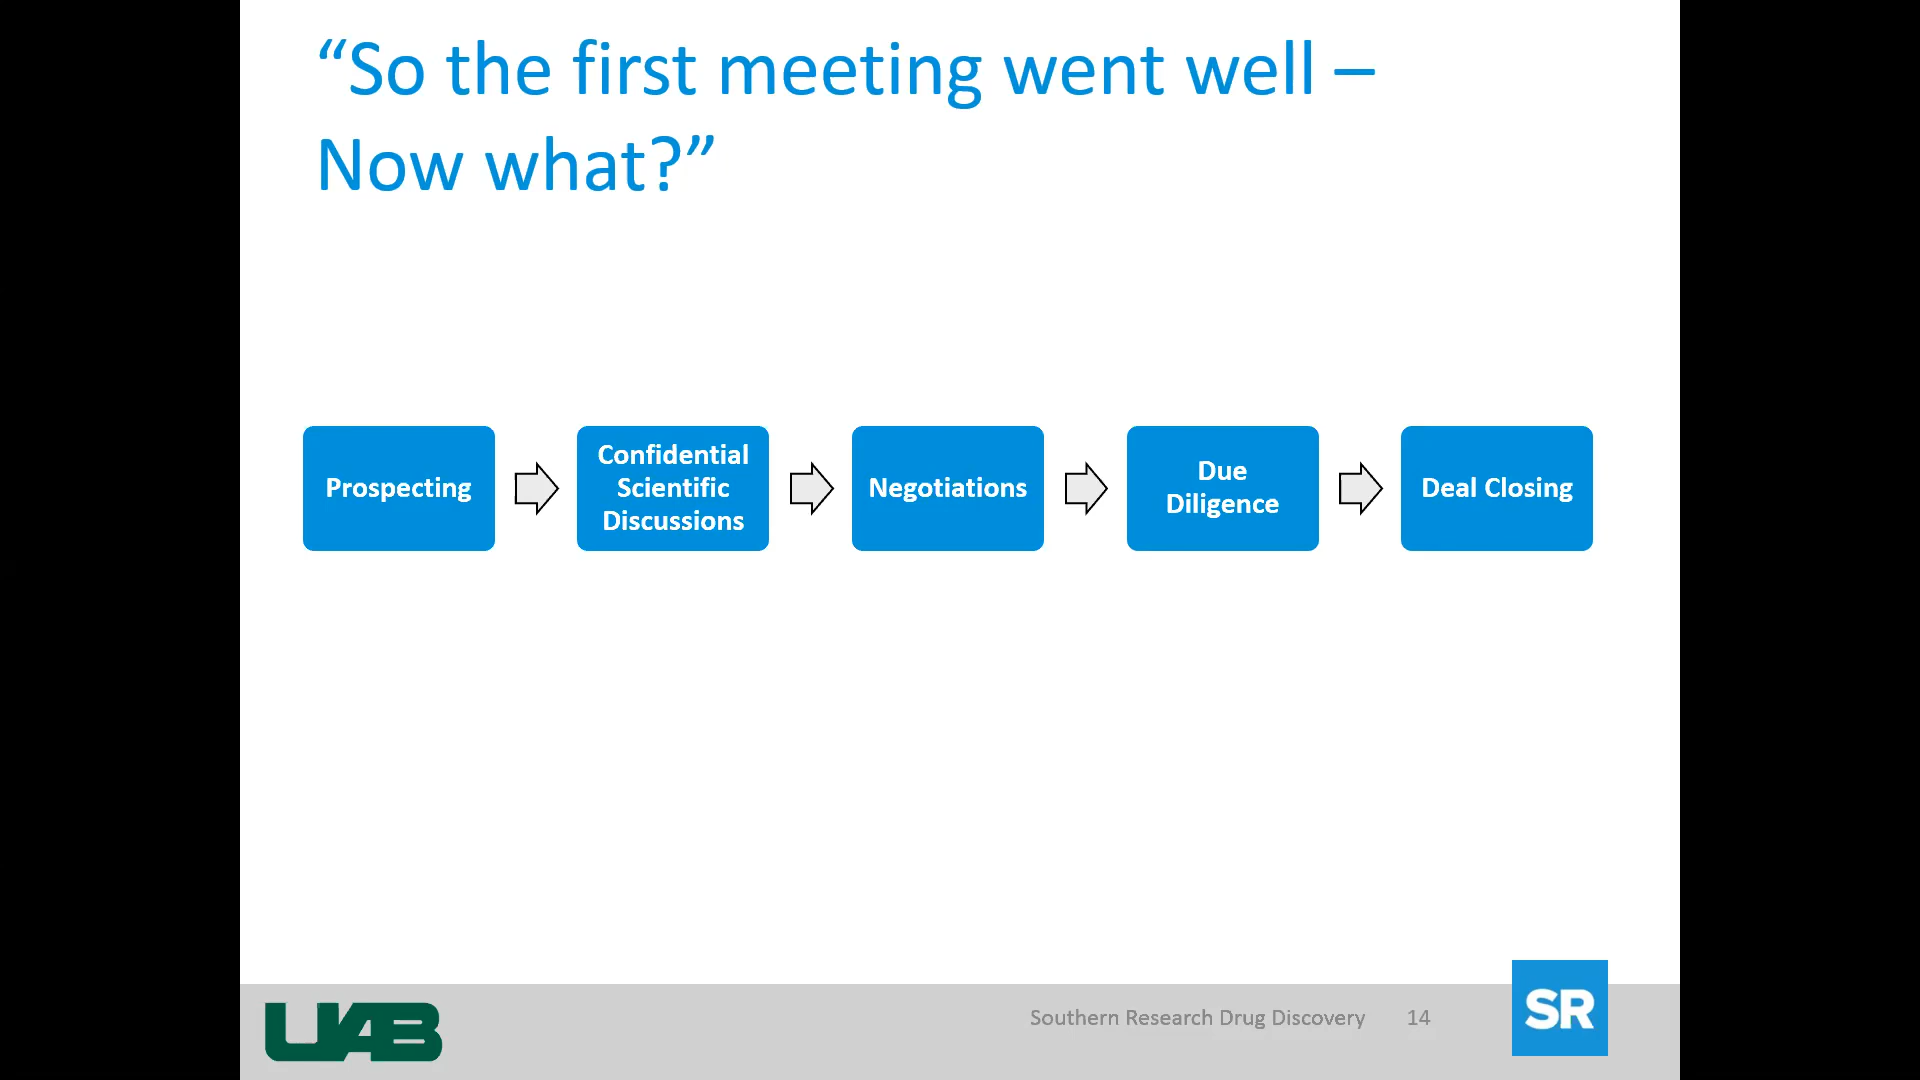 “So the first meeting went well –
Now what?”
Prospecting
Confidential
Scientific
Discussions
Negotiations
Due
Diligence
Deal Closing
UAB
Southern Research Drug Discovery 14
SR